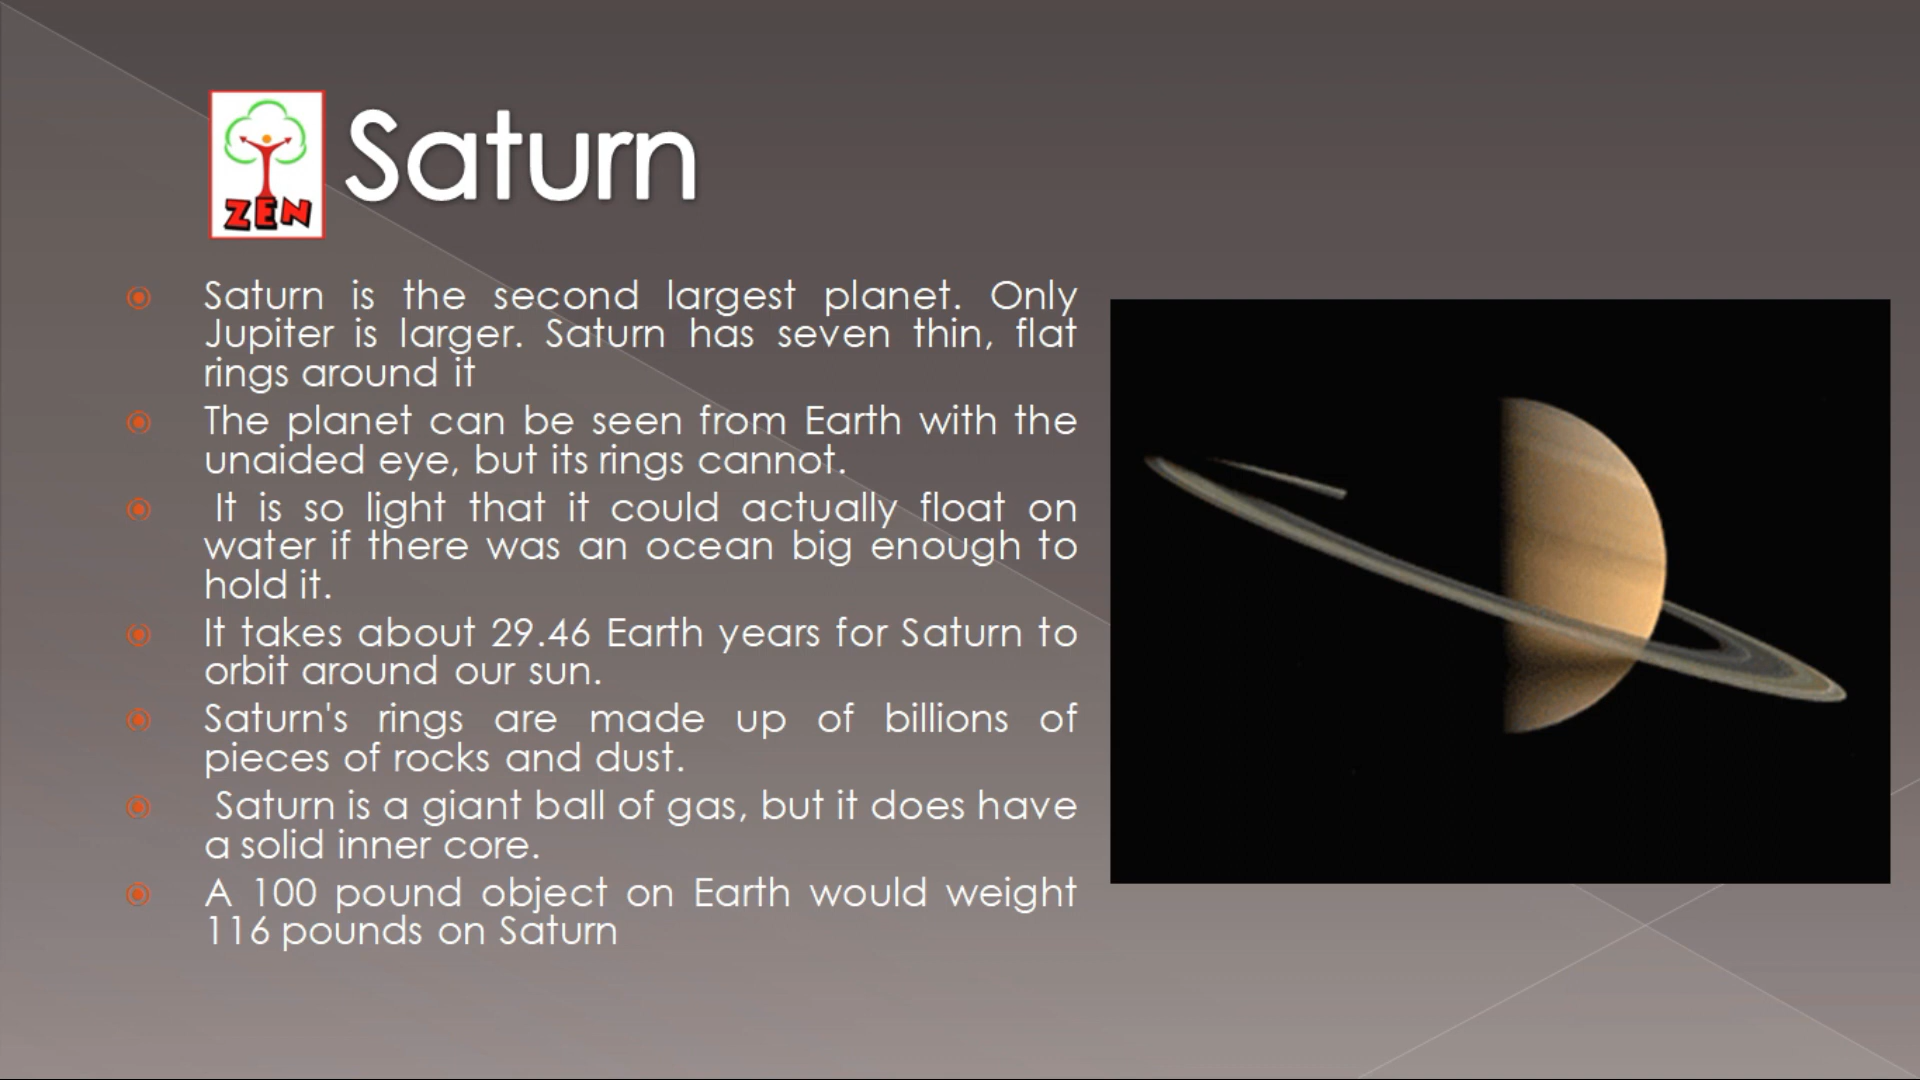 ZEN
Saturn
Saturn is the second largest planet. Only
Jupiter is larger. Saturn has seven thin, flat
rings around it
The planet can be seen from Earth with the
unaided eye, but its rings cannot.
It is so light that it could actually float on
water if there was an ocean big enough to
hold it.
It takes about 29.46 Earth years for Saturn to
orbit around our sun.
Saturn's rings are made up of billions of
pieces of rocks and dust.
Saturn is a giant ball of gas, but it does have
a solid inner core.
A 100 pound object on Earth would weight
116 pounds on Saturn